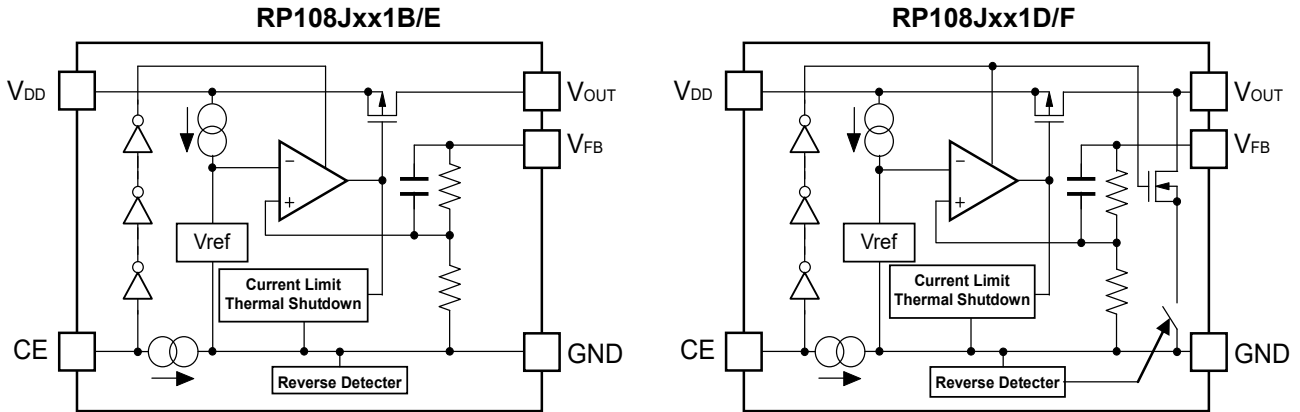 RP108Jxx1B/E
VDD
VOUT
VFB
−
+
Vref
Current Limit
Thermal Shutdown
CE
GND
Reverse Detecter
RP108Jxx1D/F
VDD
VOUT
VFB
−
+
Vref
Current Limit
Thermal Shutdown
CE
GND
Reverse Detecter